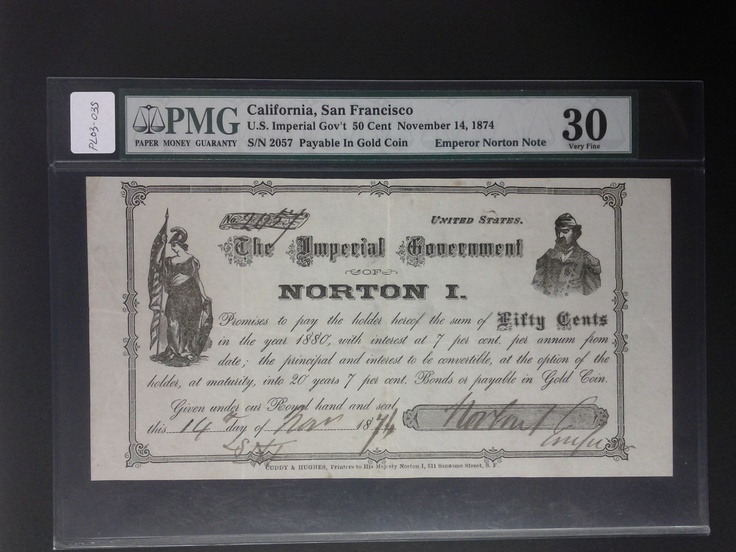 PL03-035
PMG
PAPER MONEY GUARANTY
California, San Francisco
U.S. Imperial Gov't 50 Cent November 14, 1874
S/N 2057 Payable In Gold Coin Emperor Norton Note
30
Very Fine
No. 2057
UNITED STATES.
The Imperial Government
OF
NORTON I.
Promises to pay the holder hereof the sum of Fifty Cents
in the year 1880, with interest at 7 per cent. per annum from
date; the principal and interest to be convertible, at the option of the
holder, at maturity, into 20 years 7 per cent. Bonds or payable in Gold Coin.
Given under our Royal hand and seal
this 14 day of Nov 1874
Norton I
Emperor
CUDDY & HUGHES, Printers to His Majesty Norton I, 511 Sansome Street, S. F.